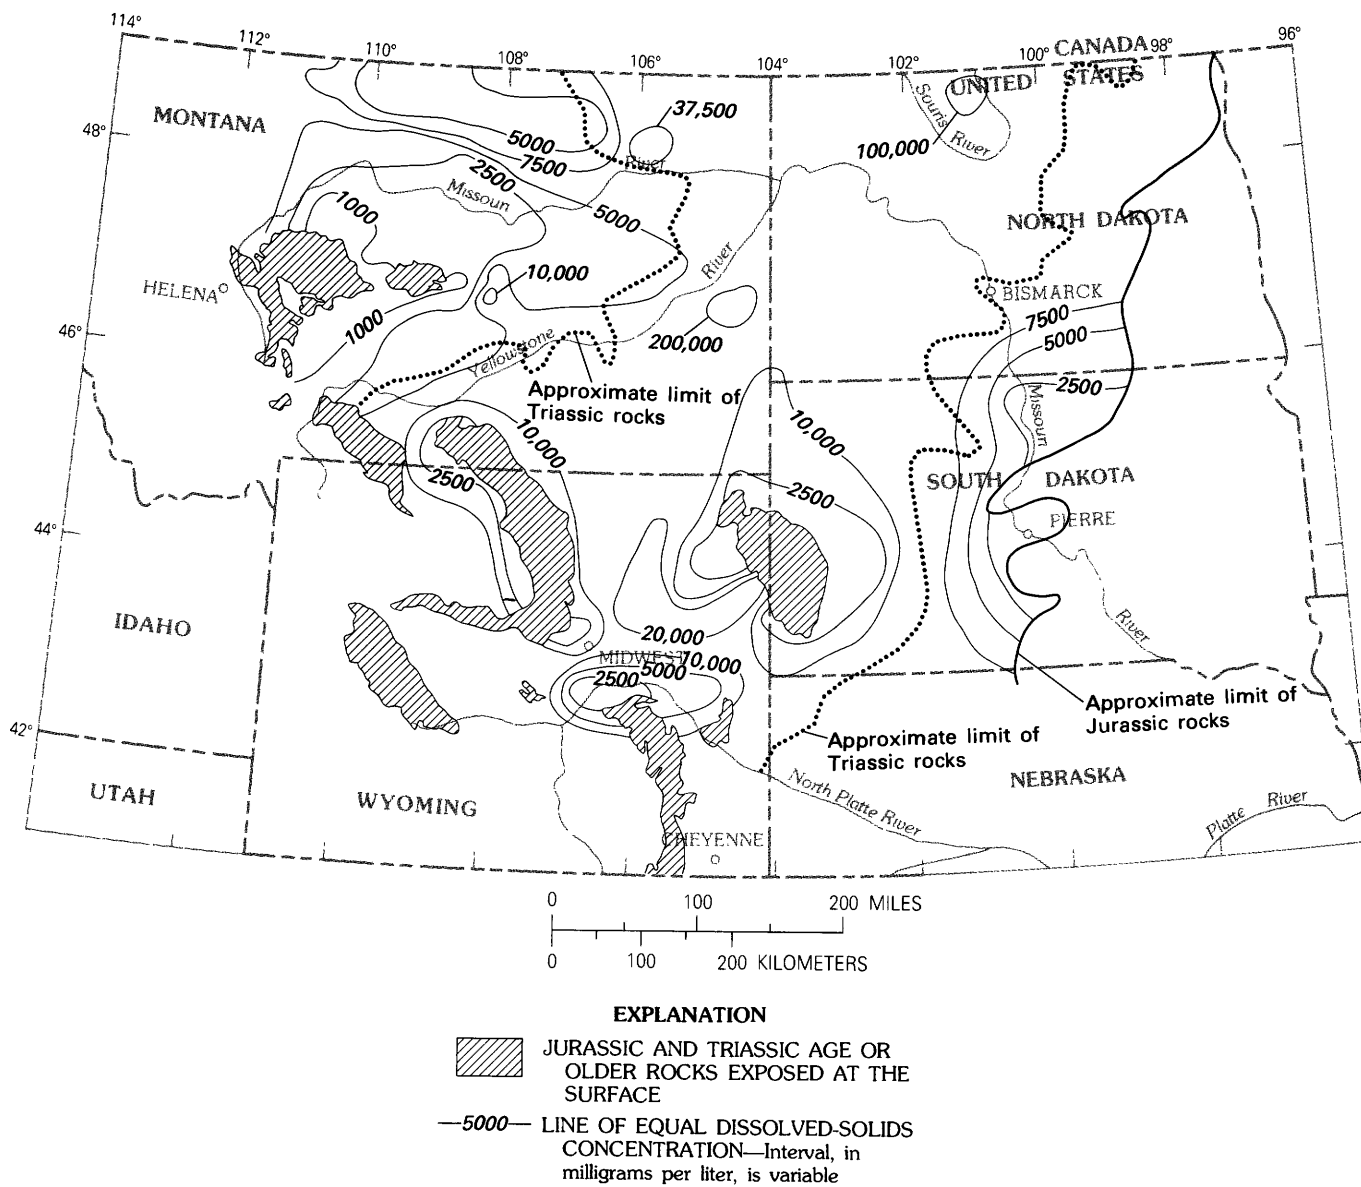 114°
112°
110°
108°
106°
104°
102°
100°
98°
96°
CANADA
UNITED STATES
MONTANA
48°
37,500
Souris
River
100,000
5000
7500
River
2500
Missouri
1000
5000
NORTH DAKOTA
River
10,000
HELENA
BISMARCK
7500
1000
200,000
5000
46°
Yellowstone
Approximate limit of
Triassic rocks
2500
Missouri
10,000
10,000
2500
2500
SOUTH DAKOTA
PIERRE
44°
IDAHO
River
20,000
MIDWEST
10,000
5000
2500
Approximate limit of
Jurassic rocks
42°
Approximate limit of
Triassic rocks
NEBRASKA
UTAH
WYOMING
North Platte River
Platte River
CHEYENNE
0 100 200 MILES
0 100 200 KILOMETERS
EXPLANATION
JURASSIC AND TRIASSIC AGE OR
OLDER ROCKS EXPOSED AT THE
SURFACE
—5000— LINE OF EQUAL DISSOLVED-SOLIDS
CONCENTRATION—Interval, in
milligrams per liter, is variable